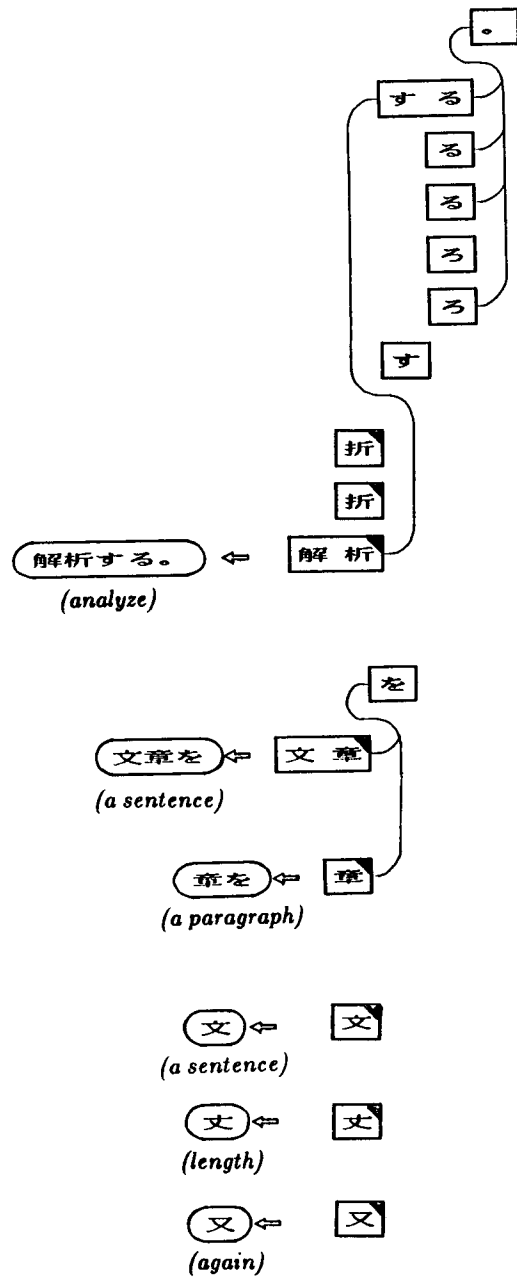 。
する
る
る
ろ
ろ
す
折
析
解析する。 ⇦ 解析
(analyze)
を
文章を ⇦ 文章
(a sentence)
章を ⇦ 章
(a paragraph)
文 ⇦ 文
(a sentence)
丈 ⇦ 丈
(length)
又 ⇦ 又
(again)